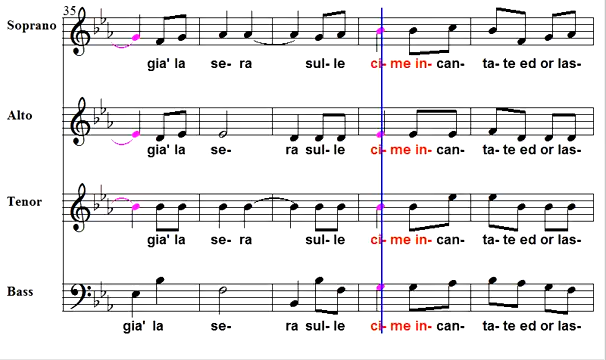 35
Soprano
gia' la se- ra sul- le ci- me in- can- ta- te ed or las-
Alto
gia' la se- ra sul- le ci- me in- can- ta- te ed or las-
Tenor
gia' la se- ra sul- le ci- me in- can- ta- te ed or las-
Bass
gia' la se- ra sul- le ci- me in- can- ta- te ed or las-